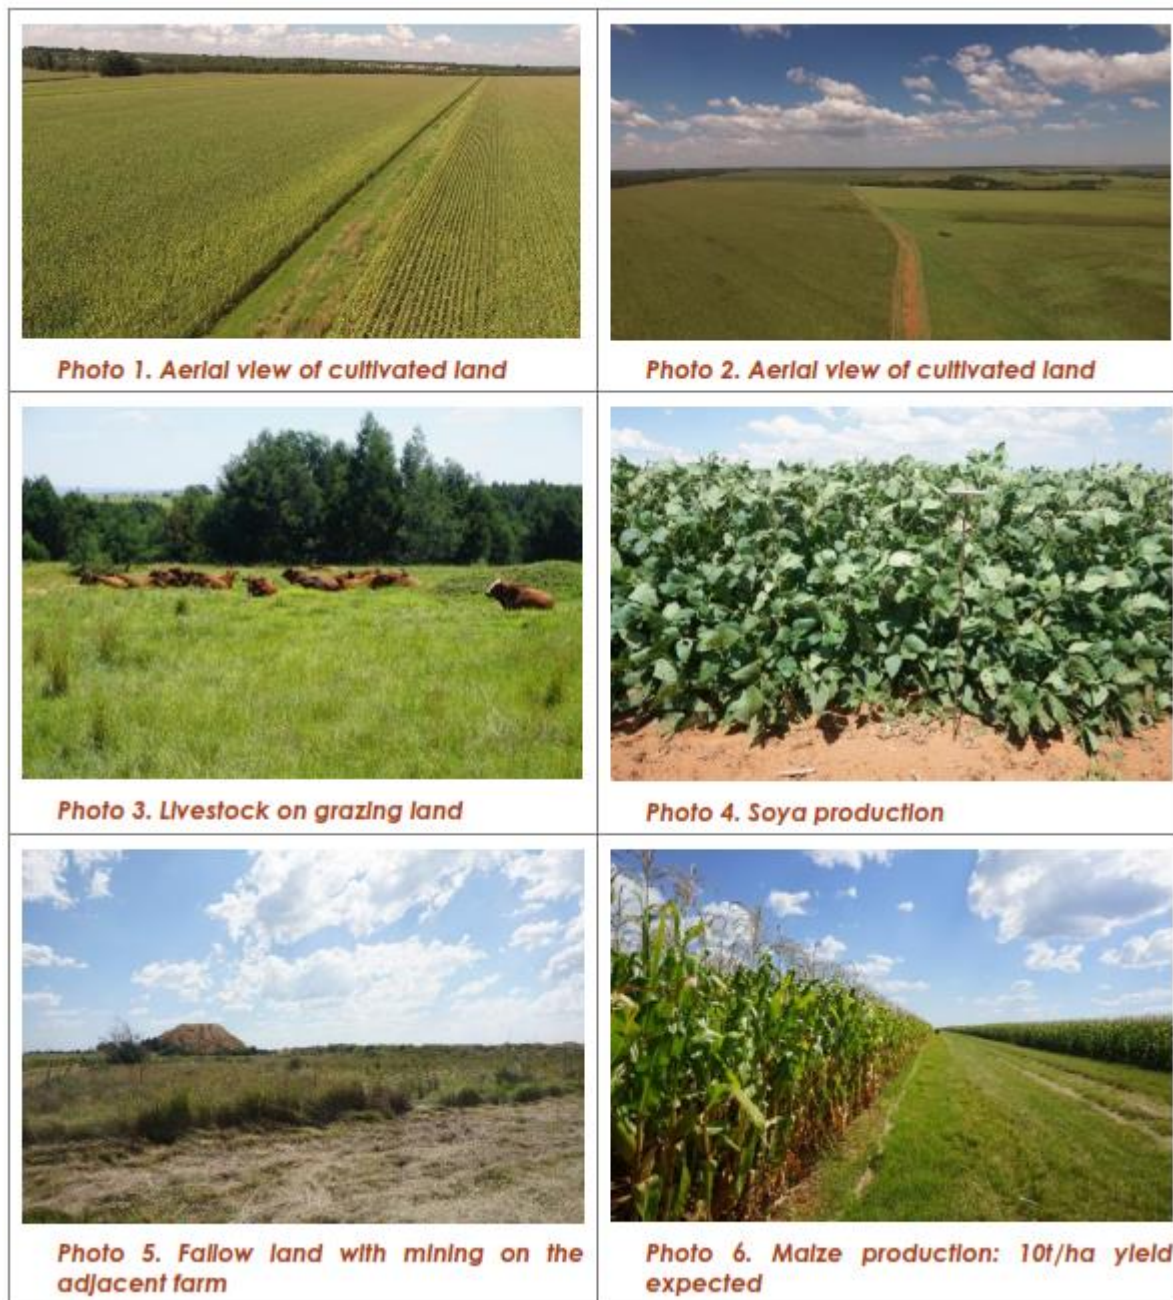 Photo 1. Aerial view of cultivated land
Photo 2. Aerial view of cultivated land
Photo 3. Livestock on grazing land
Photo 4. Soya production
Photo 5. Fallow land with mining on the
adjacent farm
Photo 6. Maize production: 10t/ha yield
expected